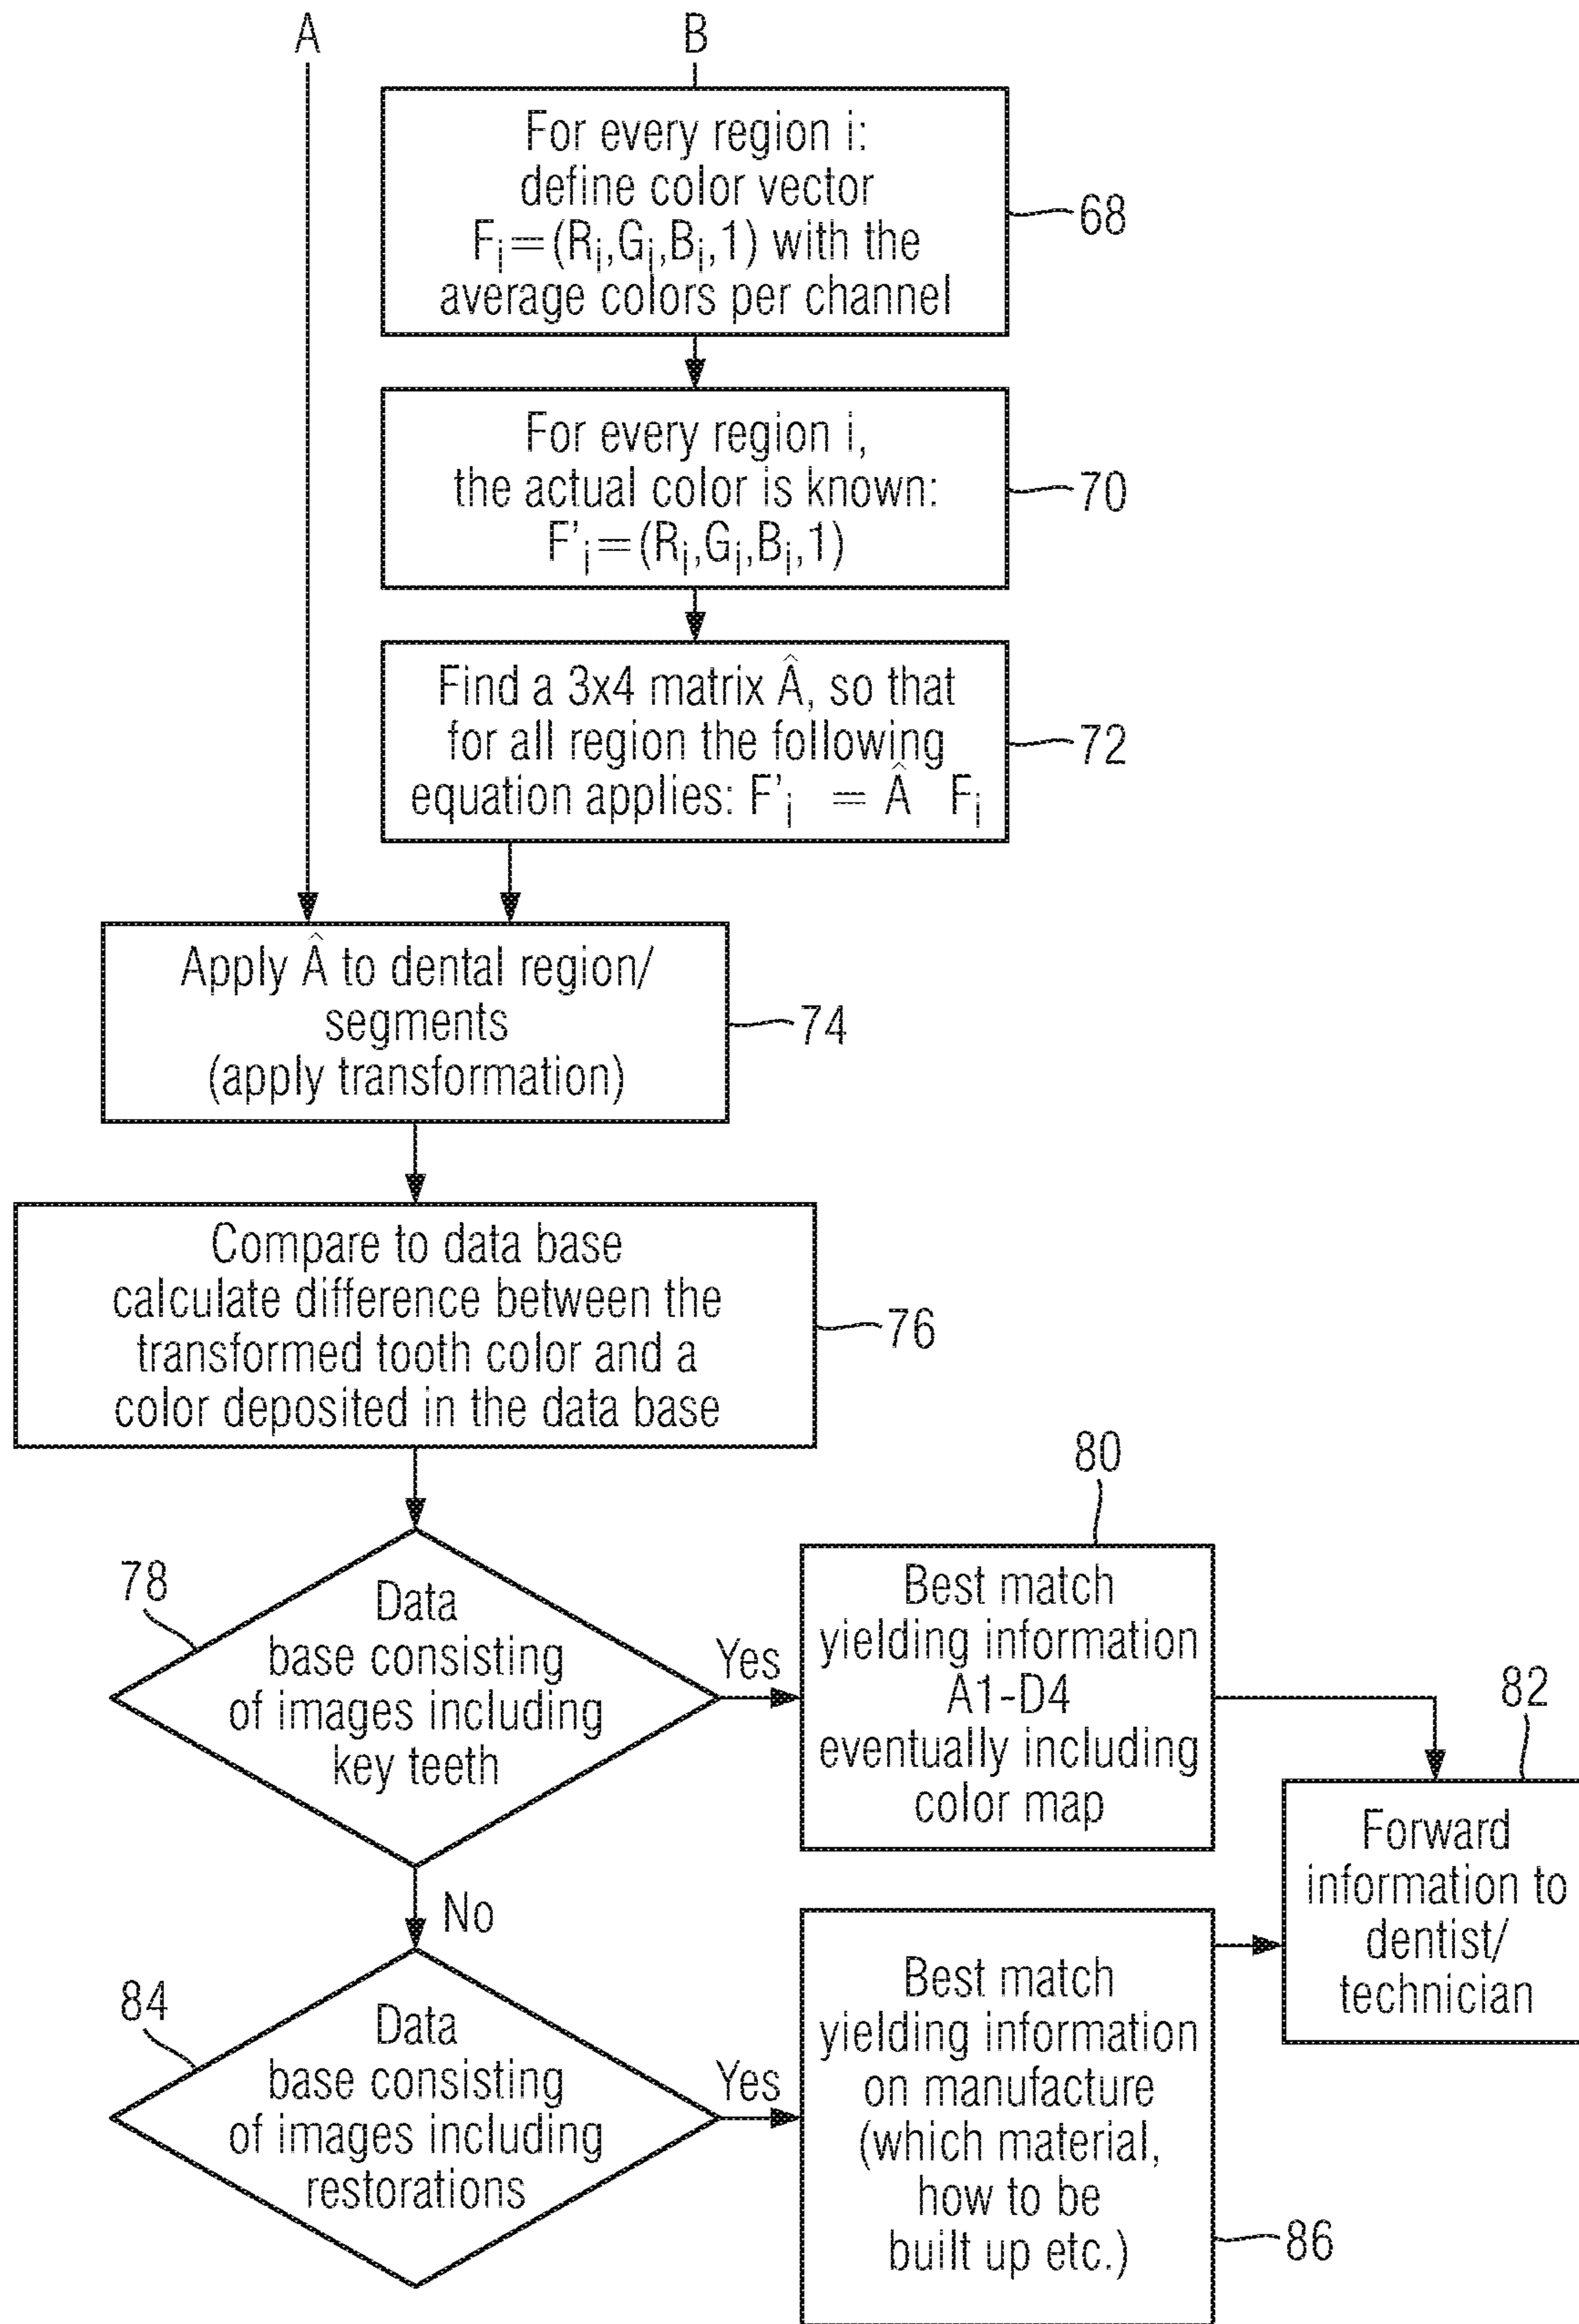 A
B
For every region i:
define color vector
Fᵢ=(Rᵢ,Gᵢ,Bᵢ,1) with the
average colors per channel
68
For every region i,
the actual color is known:
F'ᵢ=(Rᵢ,Gᵢ,Bᵢ,1)
70
Find a 3x4 matrix Â, so that
for all region the following
equation applies: F'ᵢ = Â Fᵢ
72
Apply Â to dental region/
segments
(apply transformation)
74
Compare to data base
calculate difference between the
transformed tooth color and a
color deposited in the data base
76
78
Data
base consisting
of images including
key teeth
Yes
No
80
Best match
yielding information
A1-D4
eventually including
color map
82
Forward
information to
dentist/
technician
84
Data
base consisting
of images including
restorations
Yes
Best match
yielding information
on manufacture
(which material,
how to be
built up etc.)
86